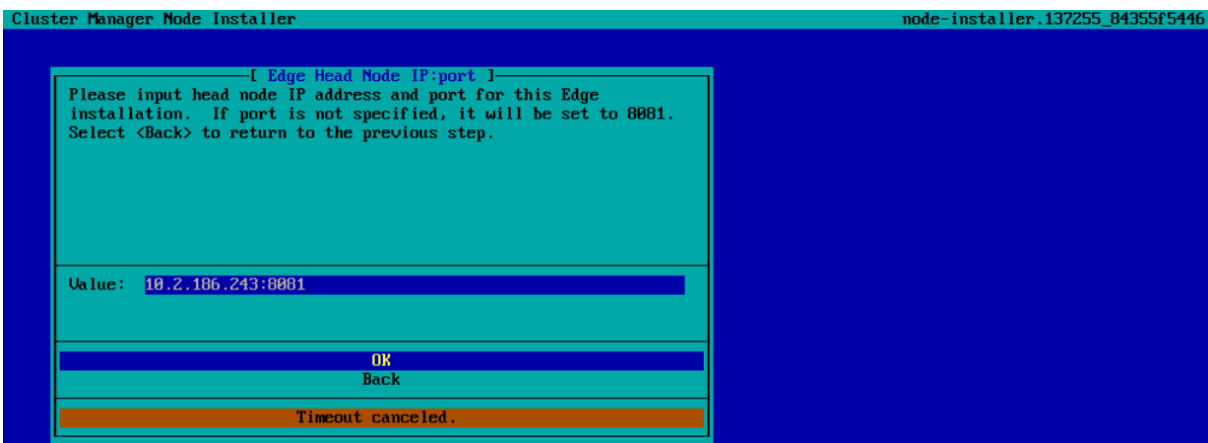 Cluster Manager Node Installer node-installer.137255_84355f5446
[ Edge Head Node IP:port ]
Please input head node IP address and port for this Edge
installation. If port is not specified, it will be set to 8081.
Select <Back> to return to the previous step.
Value: 10.2.186.243:8081
OK
Back
Timeout canceled.